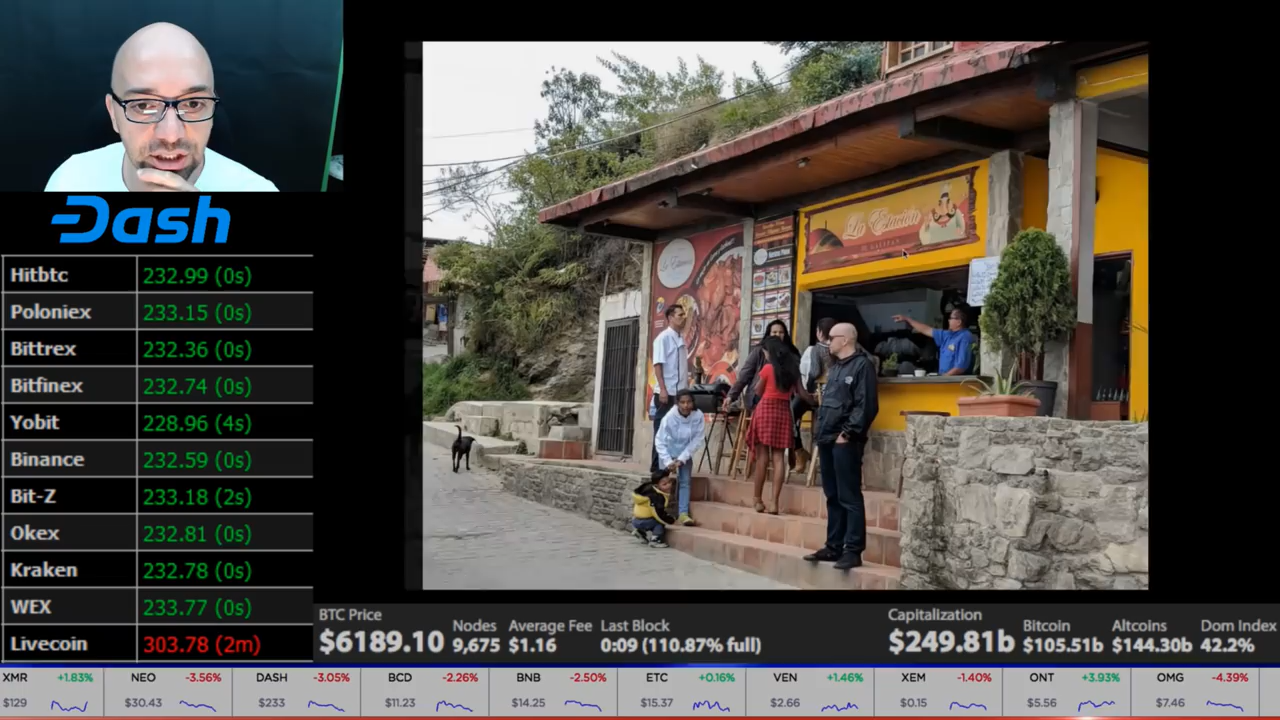 Dash
Hitbtc 232.99 (0s)
Poloniex 233.15 (0s)
Bittrex 232.36 (0s)
Bitfinex 232.74 (0s)
Yobit 228.96 (4s)
Binance 232.59 (0s)
Bit-Z 233.18 (2s)
Okex 232.81 (0s)
Kraken 232.78 (0s)
WEX 233.77 (0s)
Livecoin 303.78 (2m)
La Estación
BTC Price Nodes Average Fee Last Block Capitalization Bitcoin Altcoins Dom Index
$6189.10 9,675 $1.16 0:09 (110.87% full) $249.81b $105.51b $144.30b 42.2%
XMR +1.83% NEO -3.56% DASH -3.05% BCD -2.26% BNB -2.50% ETC +0.16% VEN +1.46% XEM -1.40% ONT +3.93% OMG -4.39%
$129 $30.43 $233 $11.23 $14.25 $15.37 $2.66 $0.15 $5.56 $7.46